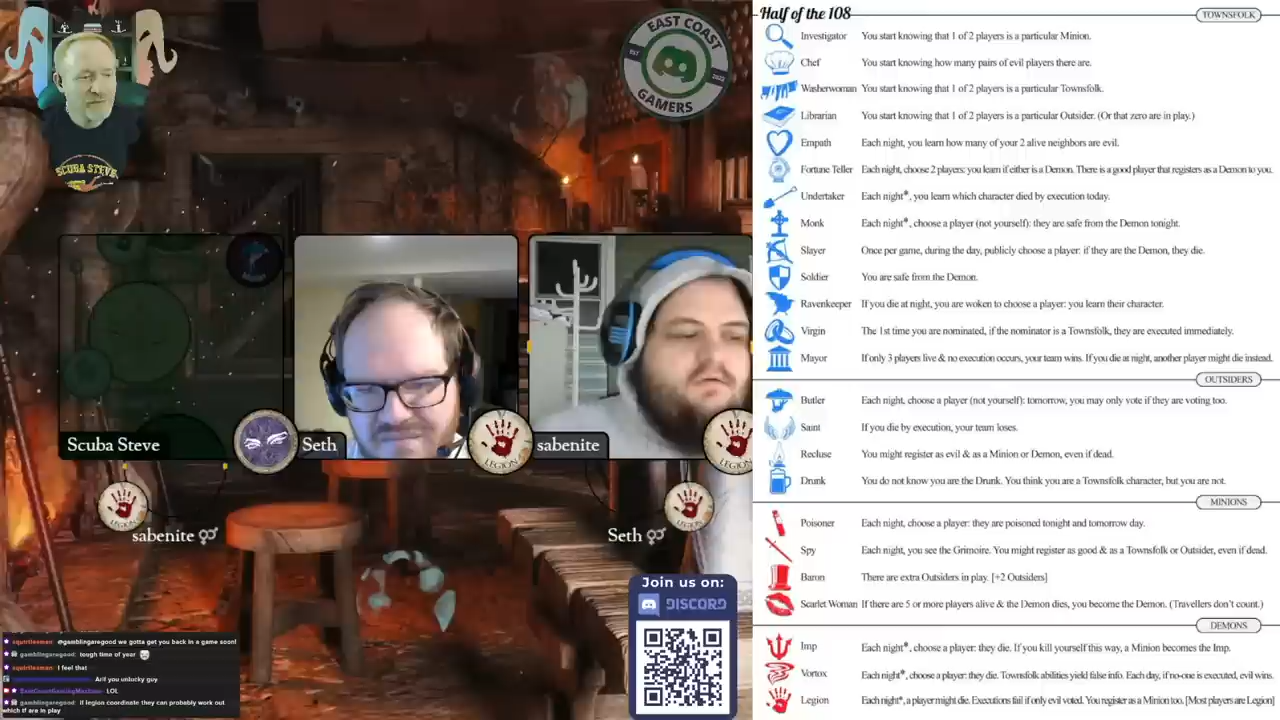 EAST COAST
EST
2023
GAMERS
SCUBA STEVE
Scuba Steve
Seth
LEGION
sabenite
LEGION
LEGION
sabenite
LEGION
Seth
Join us on:
DISCORD
squirtlesman: @gamblingaregood we gotta get you back in a game soon!
gamblingaregood: tough time of year
squirtlesman: I feel that
Arif you unlucky guy
LOL
gamblingaregood: If legion coordinate they can probably work out
which if are in play
Half of the 108
TOWNSFOLK
Investigator You start knowing that 1 of 2 players is a particular Minion.
Chef You start knowing how many pairs of evil players there are.
Washerwoman You start knowing that 1 of 2 players is a particular Townsfolk.
Librarian You start knowing that 1 of 2 players is a particular Outsider. (Or that zero are in play.)
Empath Each night, you learn how many of your 2 alive neighbors are evil.
Fortune Teller Each night, choose 2 players: you learn if either is a Demon. There is a good player that registers as a Demon to you.
Undertaker Each night*, you learn which character died by execution today.
Monk Each night*, choose a player (not yourself): they are safe from the Demon tonight.
Slayer Once per game, during the day, publicly choose a player: if they are the Demon, they die.
Soldier You are safe from the Demon.
Ravenkeeper If you die at night, you are woken to choose a player: you learn their character.
Virgin The 1st time you are nominated, if the nominator is a Townsfolk, they are executed immediately.
Mayor If only 3 players live & no execution occurs, your team wins. If you die at night, another player might die instead.
OUTSIDERS
Butler Each night, choose a player (not yourself): tomorrow, you may only vote if they are voting too.
Saint If you die by execution, your team loses.
Recluse You might register as evil & as a Minion or Demon, even if dead.
Drunk You do not know you are the Drunk. You think you are a Townsfolk character, but you are not.
MINIONS
Poisoner Each night, choose a player: they are poisoned tonight and tomorrow day.
Spy Each night, you see the Grimoire. You might register as good & as a Townsfolk or Outsider, even if dead.
Baron There are extra Outsiders in play. [+2 Outsiders]
Scarlet Woman If there are 5 or more players alive & the Demon dies, you become the Demon. (Travellers don't count.)
DEMONS
Imp Each night*, choose a player: they die. If you kill yourself this way, a Minion becomes the Imp.
Vortox Each night*, choose a player: they die. Townsfolk abilities yield false info. Each day, if no-one is executed, evil wins.
Legion Each night*, a player might die. Executions fail if only evil voted. You register as a Minion too. [Most players are Legion]